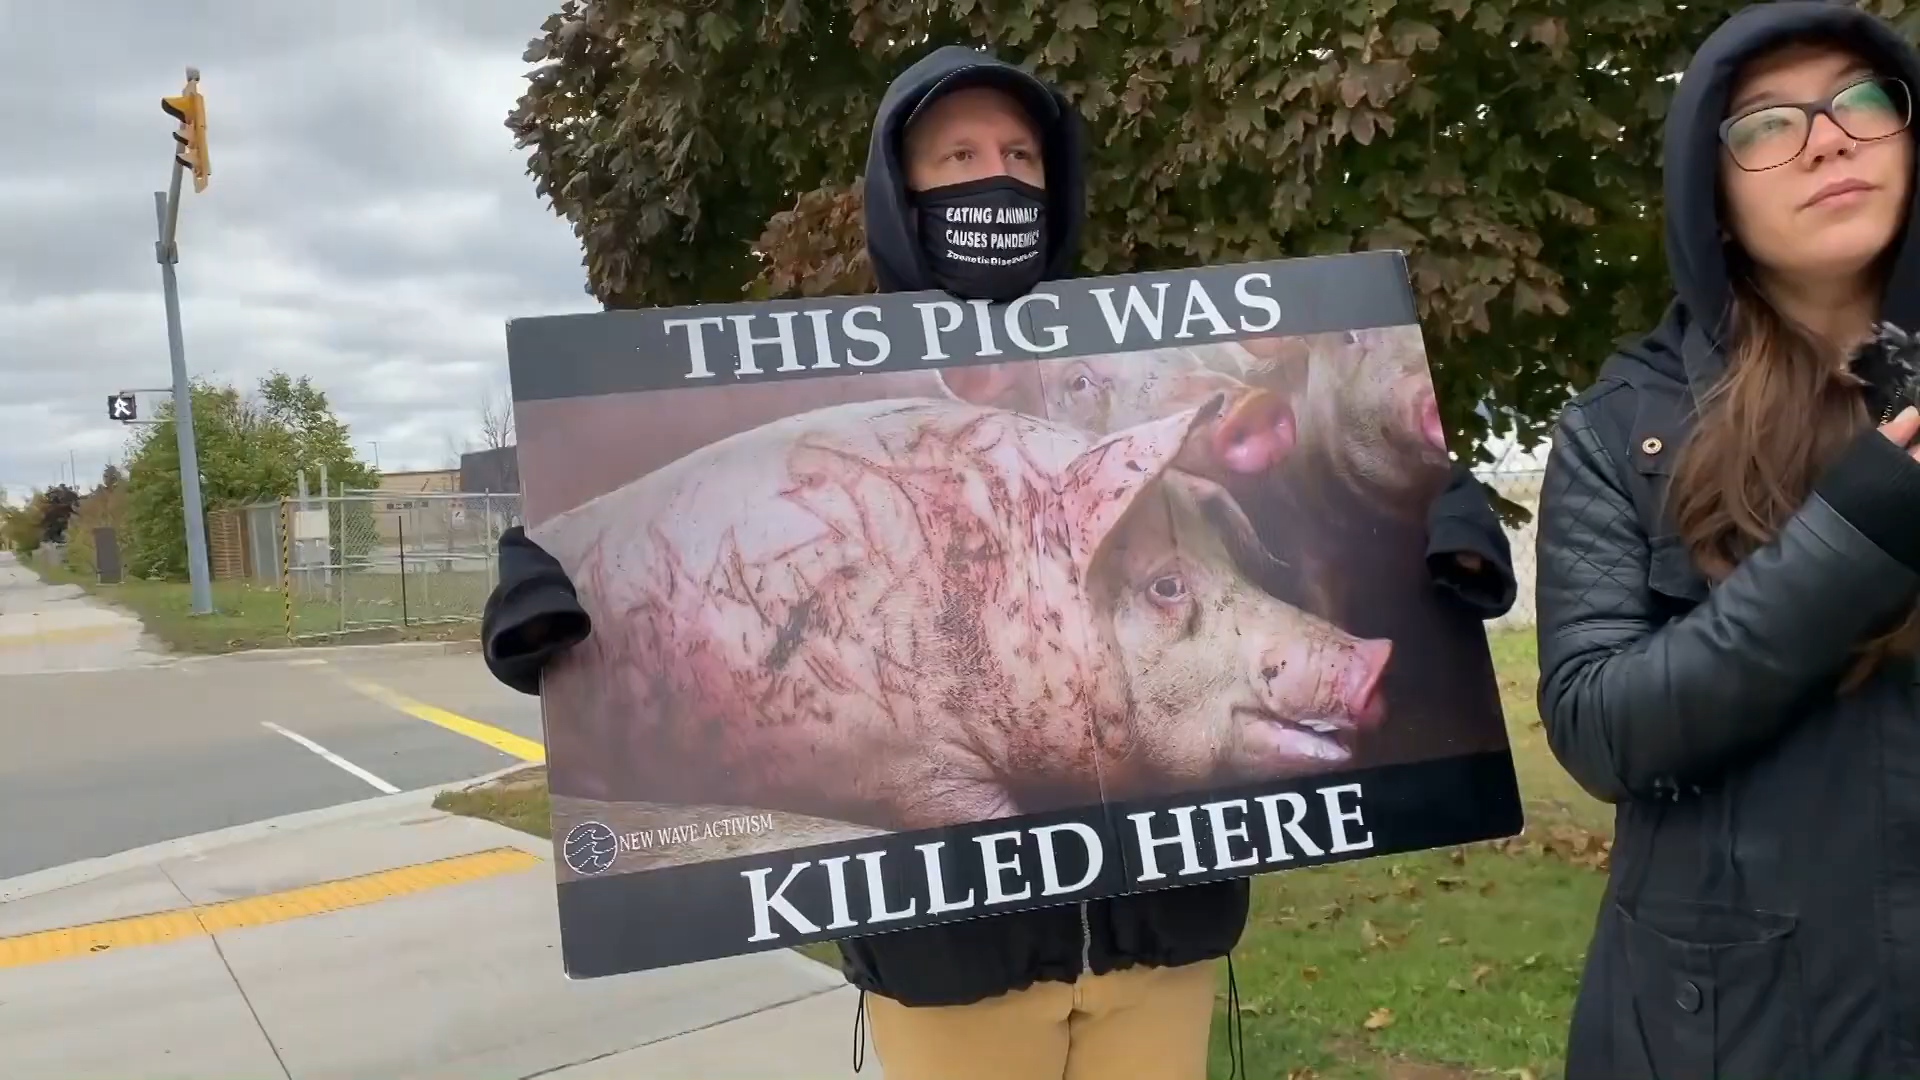 EATING ANIMALS
CAUSES PANDEMICS
THIS PIG WAS
NEW WAVE ACTIVISM
KILLED HERE